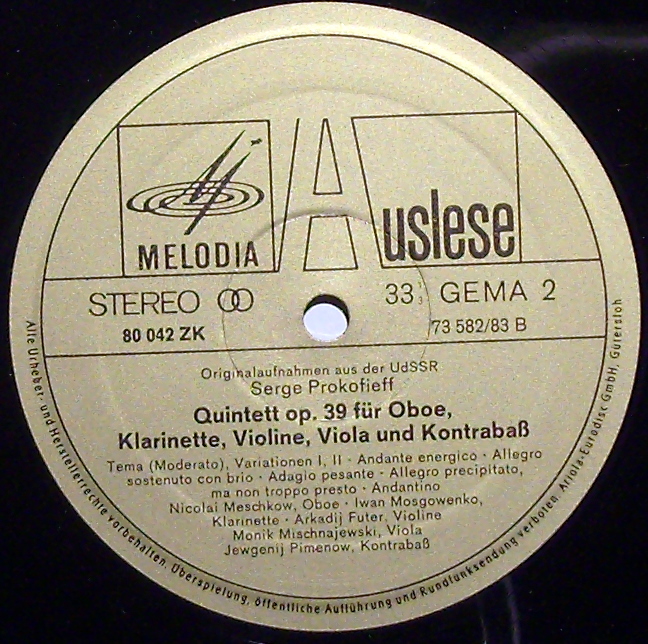 MELODIA
Auslese
STEREO
33 1/3 GEMA 2
80 042 ZK
73 582/83 B
Originalaufnahmen aus der UdSSR
Serge Prokofieff
Quintett op. 39 für Oboe,
Klarinette, Violine, Viola und Kontrabaß
Tema (Moderato), Variationen I, II · Andante energico · Allegro
sostenuto con brio · Adagio pesante · Allegro precipitato,
ma non troppo presto · Andantino
Nicolai Meschkow, Oboe · Iwan Mosgowenko,
Klarinette · Arkadij Futer, Violine
Monik Mischnajewski, Viola
Jewgenij Pimenow, Kontrabaß
Alle Urheber- und Herstellerrechte vorbehalten. Überspielung, öffentliche Aufführung und Rundfunksendung verboten. Ariola-Eurodisc GmbH, Gütersloh